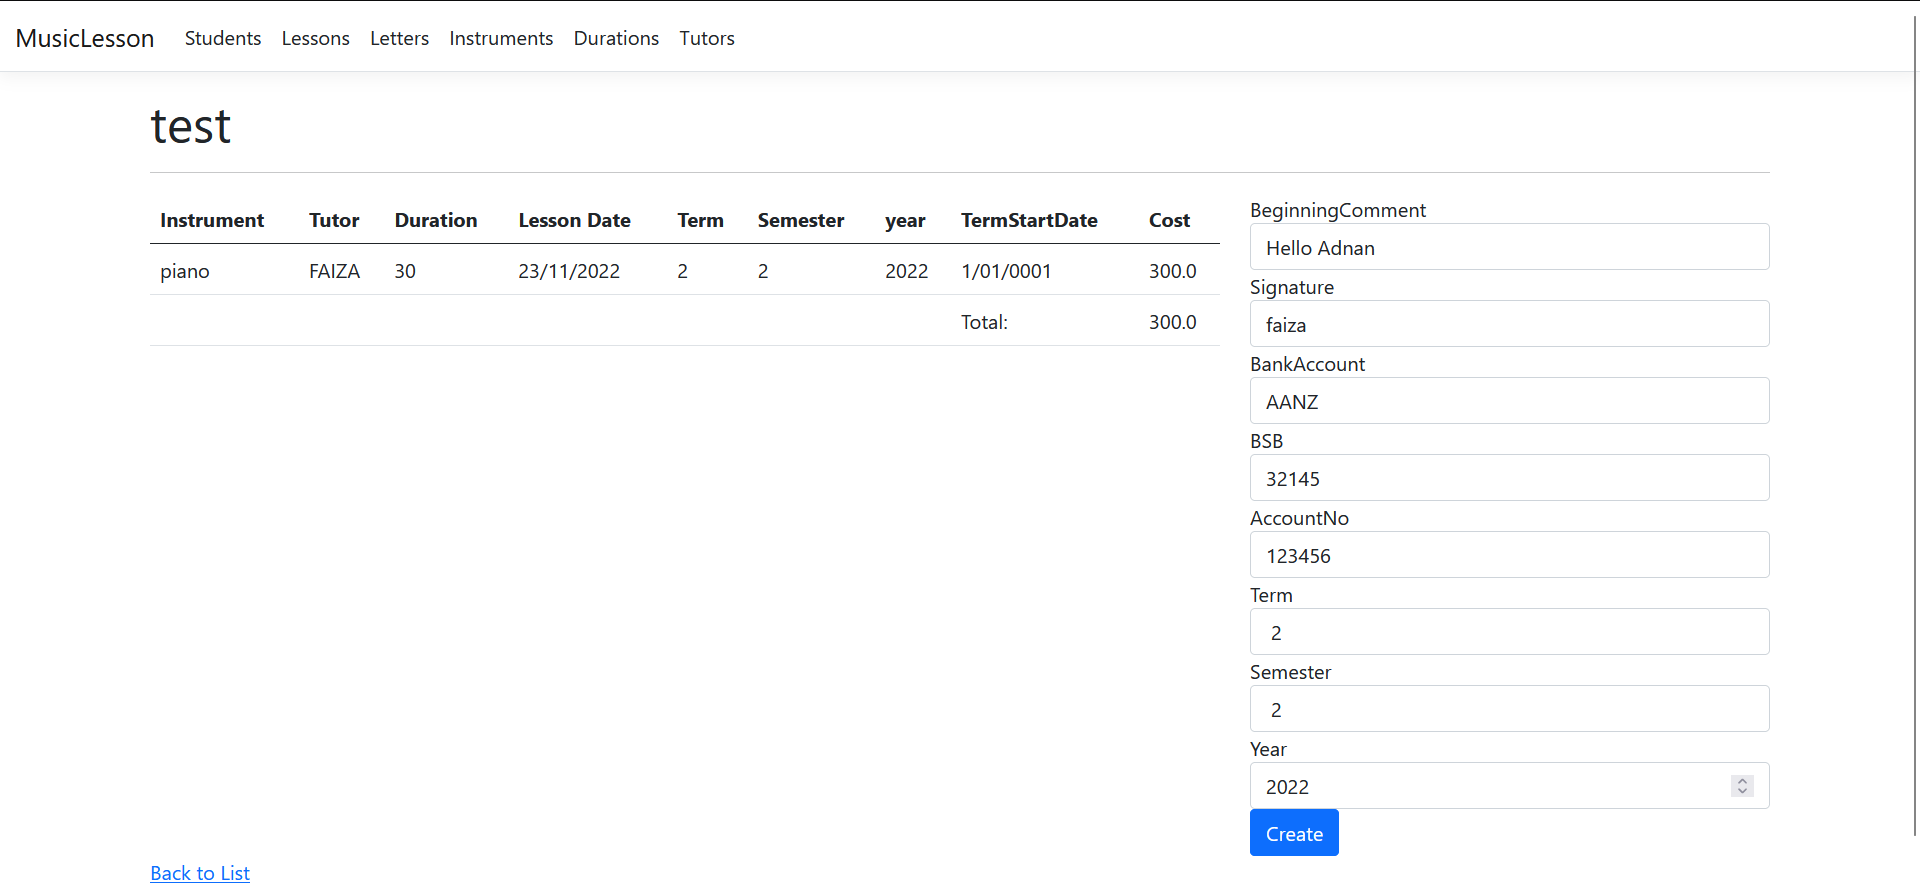 MusicLesson Students Lessons Letters Instruments Durations Tutors
test
Instrument Tutor Duration Lesson Date Term Semester year TermStartDate Cost
piano FAIZA 30 23/11/2022 2 2 2022 1/01/0001 300.0
Total: 300.0
BeginningComment
Hello Adnan
Signature
faiza
BankAccount
AANZ
BSB
32145
AccountNo
123456
Term
2
Semester
2
Year
2022
Create
Back to List